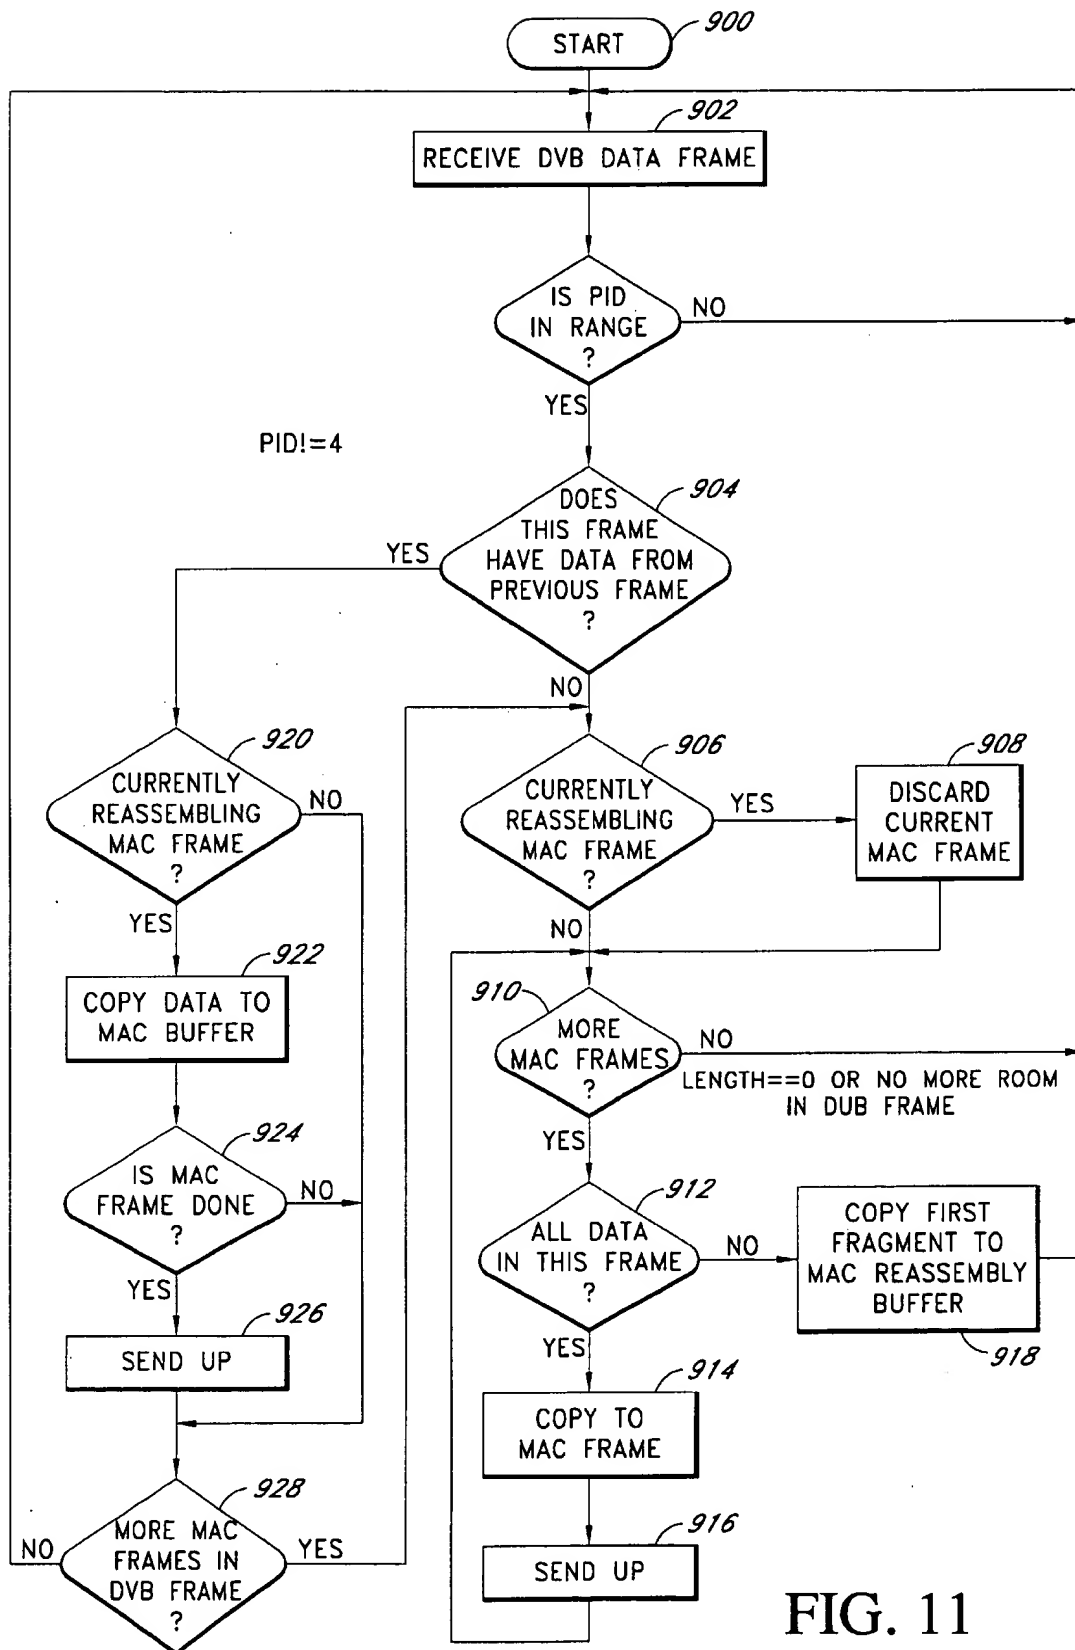 START
900
902
RECEIVE DVB DATA FRAME
IS PID
IN RANGE
?
NO
YES
PID!=4
904
DOES
THIS FRAME
HAVE DATA FROM
PREVIOUS FRAME
?
YES
NO
920
CURRENTLY
REASSEMBLING
MAC FRAME
?
NO
YES
906
CURRENTLY
REASSEMBLING
MAC FRAME
?
YES
NO
908
DISCARD
CURRENT
MAC FRAME
922
COPY DATA TO
MAC BUFFER
910
MORE
MAC FRAMES
?
NO
LENGTH==0 OR NO MORE ROOM
IN DUB FRAME
YES
924
IS MAC
FRAME DONE
?
NO
YES
912
ALL DATA
IN THIS FRAME
?
NO
YES
COPY FIRST
FRAGMENT TO
MAC REASSEMBLY
BUFFER
918
926
SEND UP
914
COPY TO
MAC FRAME
928
MORE MAC
FRAMES IN
DVB FRAME
?
NO
YES
916
SEND UP
FIG. 11